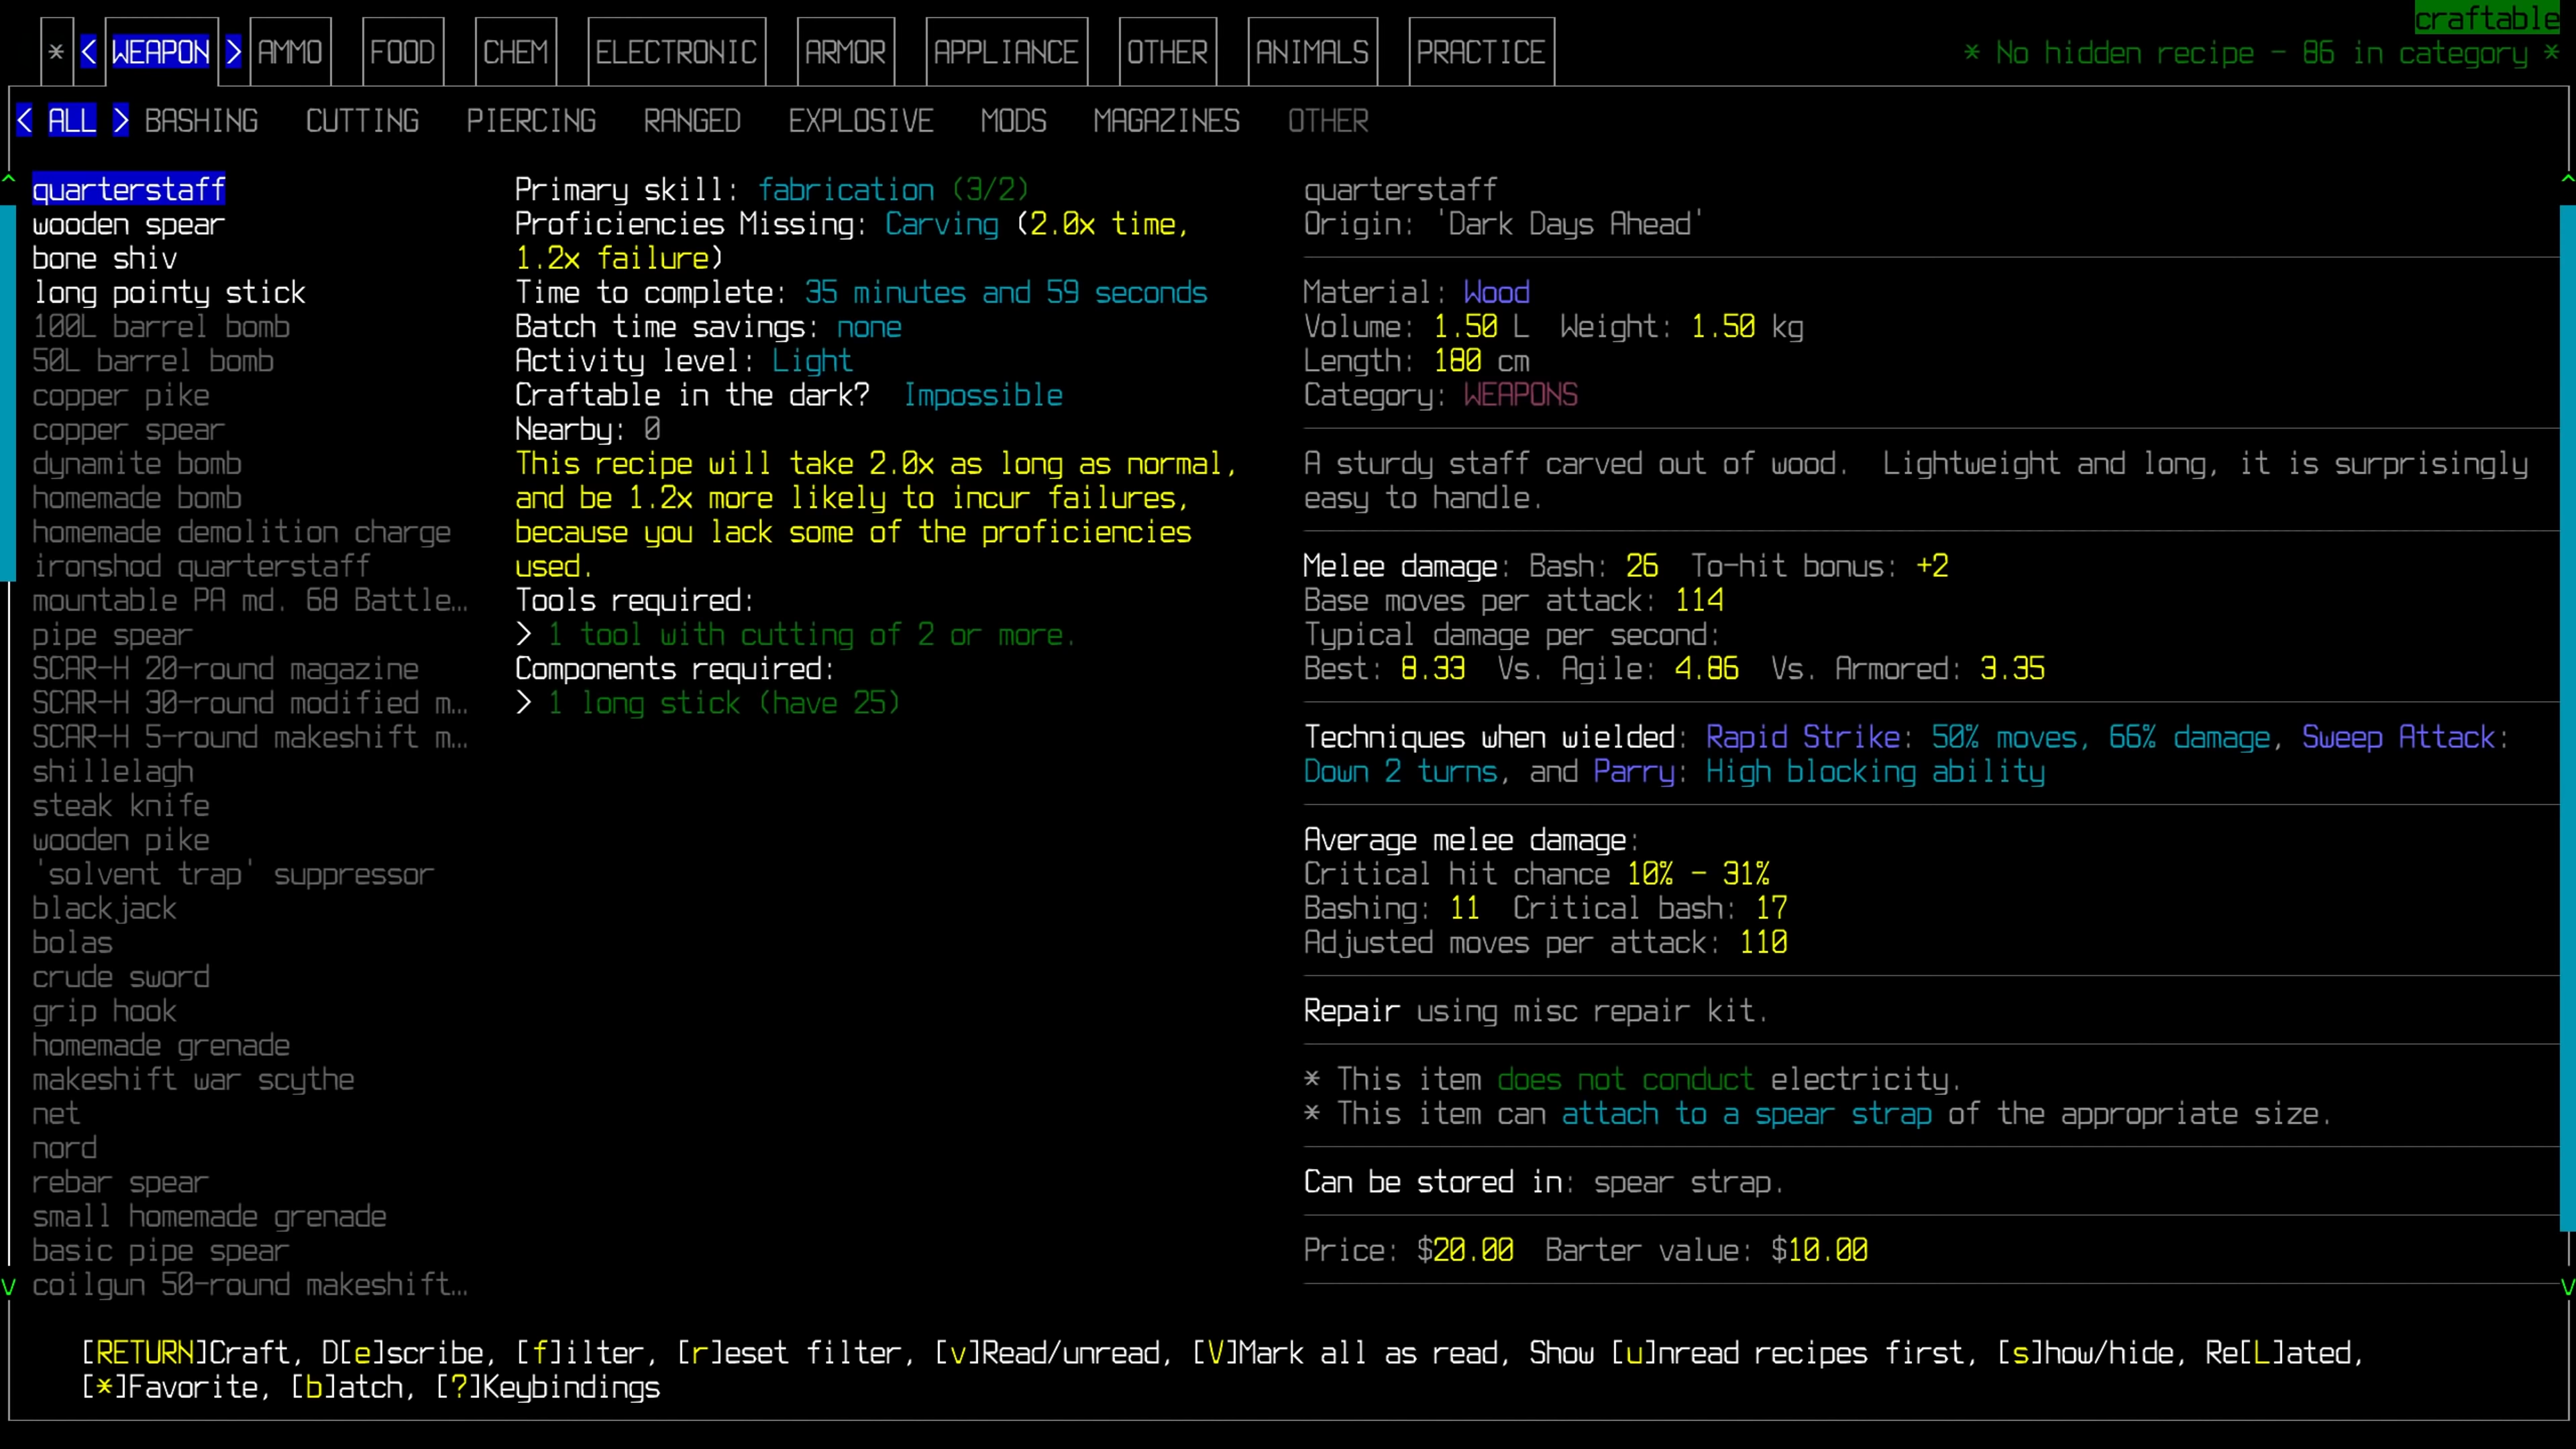 craftable
* < WEAPON > AMMO FOOD CHEM ELECTRONIC ARMOR APPLIANCE OTHER ANIMALS PRACTICE
* No hidden recipe - 86 in category *
< ALL > BASHING CUTTING PIERCING RANGED EXPLOSIVE MODS MAGAZINES OTHER
quarterstaff
wooden spear
bone shiv
long pointy stick
100L barrel bomb
50L barrel bomb
copper pike
copper spear
dynamite bomb
homemade bomb
homemade demolition charge
ironshod quarterstaff
mountable PA md. 68 Battle…
pipe spear
SCAR-H 20-round magazine
SCAR-H 30-round modified m…
SCAR-H 5-round makeshift m…
shillelagh
steak knife
wooden pike
'solvent trap' suppressor
blackjack
bolas
crude sword
grip hook
homemade grenade
makeshift war scythe
net
nord
rebar spear
small homemade grenade
basic pipe spear
coilgun 50-round makeshift…
Primary skill: fabrication (3/2)
Proficiencies Missing: Carving (2.0x time,
1.2x failure)
Time to complete: 35 minutes and 59 seconds
Batch time savings: none
Activity level: Light
Craftable in the dark? Impossible
Nearby: 0
This recipe will take 2.0x as long as normal,
and be 1.2x more likely to incur failures,
because you lack some of the proficiencies
used.
Tools required:
> 1 tool with cutting of 2 or more.
Components required:
> 1 long stick (have 25)
quarterstaff
Origin: 'Dark Days Ahead'
Material: Wood
Volume: 1.50 L Weight: 1.50 kg
Length: 180 cm
Category: WEAPONS
A sturdy staff carved out of wood. Lightweight and long, it is surprisingly
easy to handle.
Melee damage: Bash: 26 To-hit bonus: +2
Base moves per attack: 114
Typical damage per second:
Best: 8.33 Vs. Agile: 4.86 Vs. Armored: 3.35
Techniques when wielded: Rapid Strike: 50% moves, 66% damage, Sweep Attack:
Down 2 turns, and Parry: High blocking ability
Average melee damage:
Critical hit chance 10% - 31%
Bashing: 11 Critical bash: 17
Adjusted moves per attack: 110
Repair using misc repair kit.
* This item does not conduct electricity.
* This item can attach to a spear strap of the appropriate size.
Can be stored in: spear strap.
Price: $20.00 Barter value: $10.00
[RETURN]Craft, D[e]scribe, [f]ilter, [r]eset filter, [v]Read/unread, [V]Mark all as read, Show [u]nread recipes first, [s]how/hide, Re[L]ated,
[*]Favorite, [b]atch, [?]Keybindings